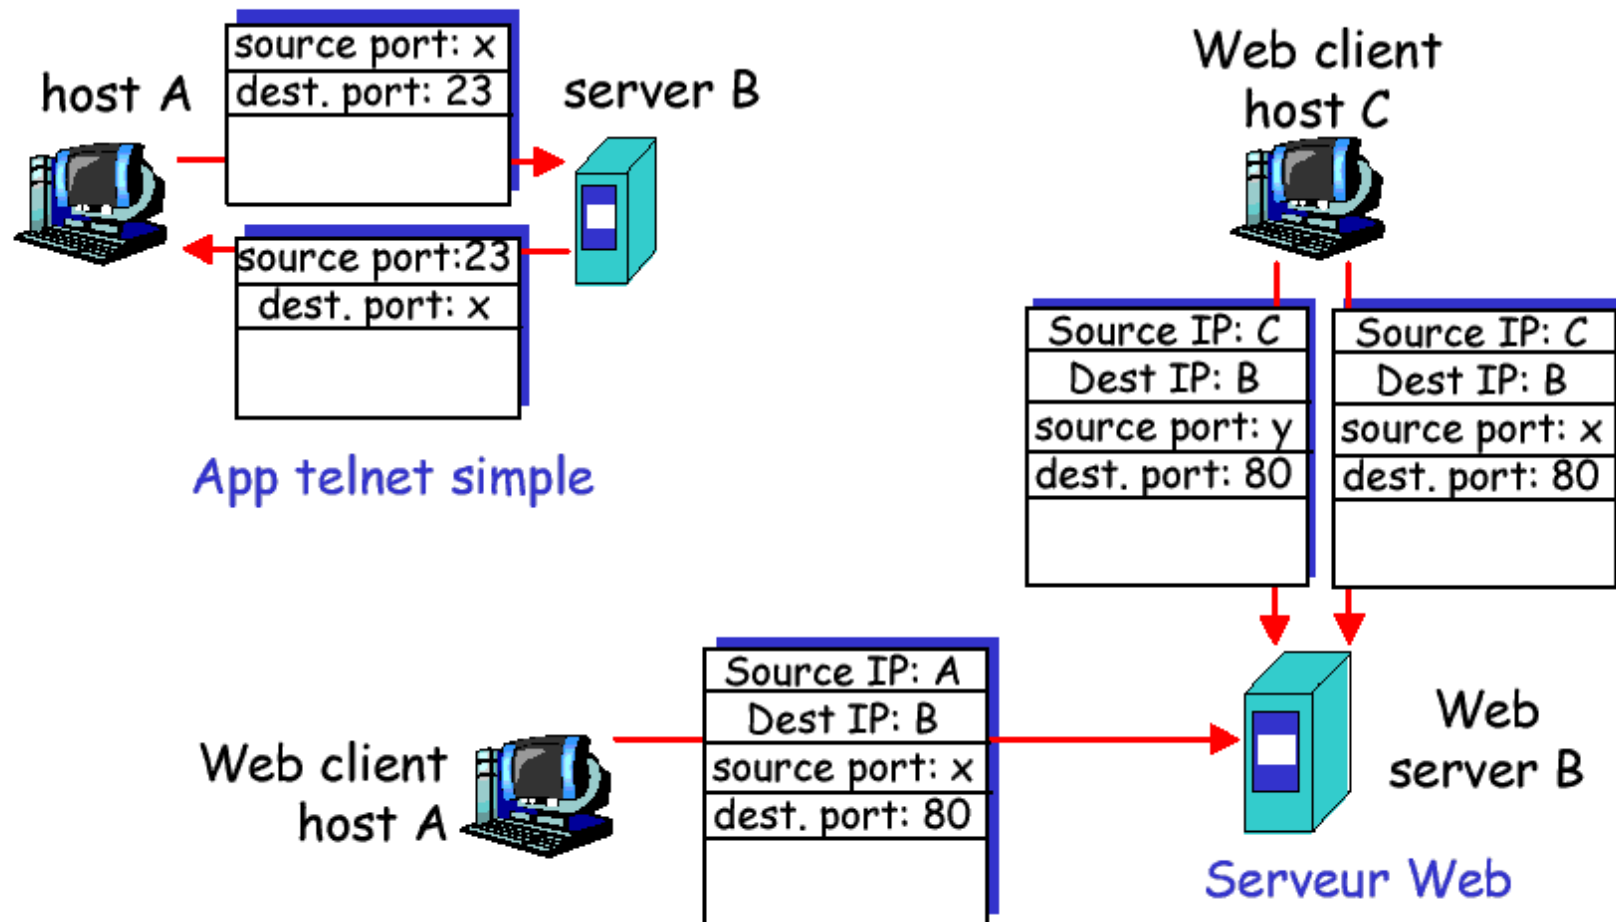 host A
source port: x
dest. port: 23
server B
source port:23
dest. port: x
App telnet simple
Web client
host C
Source IP: C
Dest IP: B
source port: y
dest. port: 80
Source IP: C
Dest IP: B
source port: x
dest. port: 80
Web client
host A
Source IP: A
Dest IP: B
source port: x
dest. port: 80
Web
server B
Serveur Web